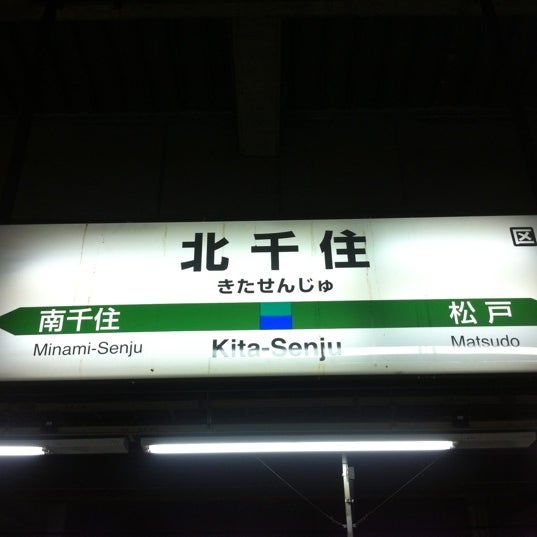 北千住
区
きたせんじゅ
南千住
松戸
Minami-Senju
Kita-Senju
Matsudo